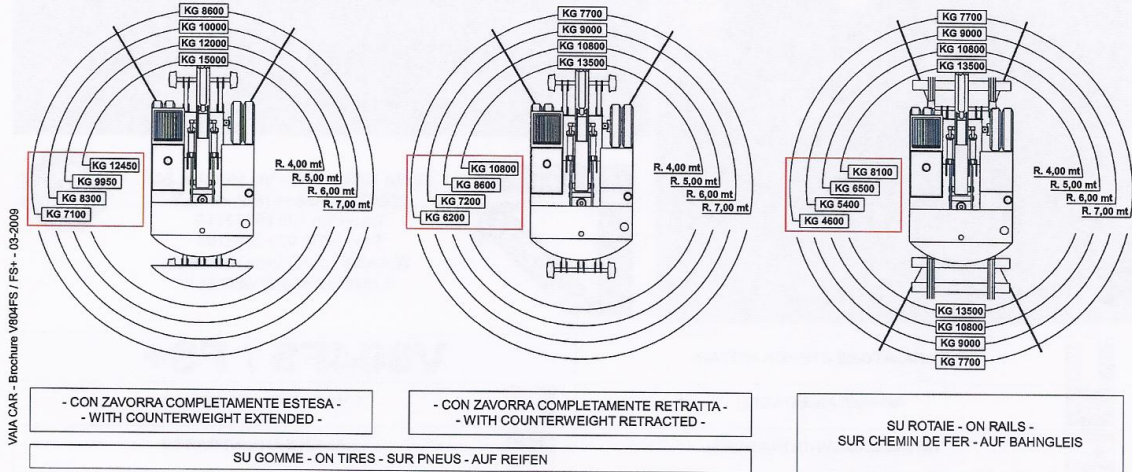 KG 8600
KG 10000
KG 12000
KG 15000
KG 12450
KG 9950
KG 8300
KG 7100
R. 4,00 mt
R. 5,00 mt
R. 6,00 mt
R. 7,00 mt
KG 7700
KG 9000
KG 10800
KG 13500
KG 10800
KG 8600
KG 7200
KG 6200
R. 4,00 mt
R. 5,00 mt
R. 6,00 mt
R. 7,00 mt
KG 7700
KG 9000
KG 10800
KG 13500
KG 8100
KG 6500
KG 5400
KG 4600
R. 4,00 mt
R. 5,00 mt
R. 6,00 mt
R. 7,00 mt
KG 13500
KG 10800
KG 9000
KG 7700
VAIA CAR - Brochure V804FS / FS+ - 03-2009
- CON ZAVORRA COMPLETAMENTE ESTESA -
- WITH COUNTERWEIGHT EXTENDED -
- CON ZAVORRA COMPLETAMENTE RETRATTA -
- WITH COUNTERWEIGHT RETRACTED -
SU GOMME - ON TIRES - SUR PNEUS - AUF REIFEN
SU ROTAIE - ON RAILS -
SUR CHEMIN DE FER - AUF BAHNGLEIS